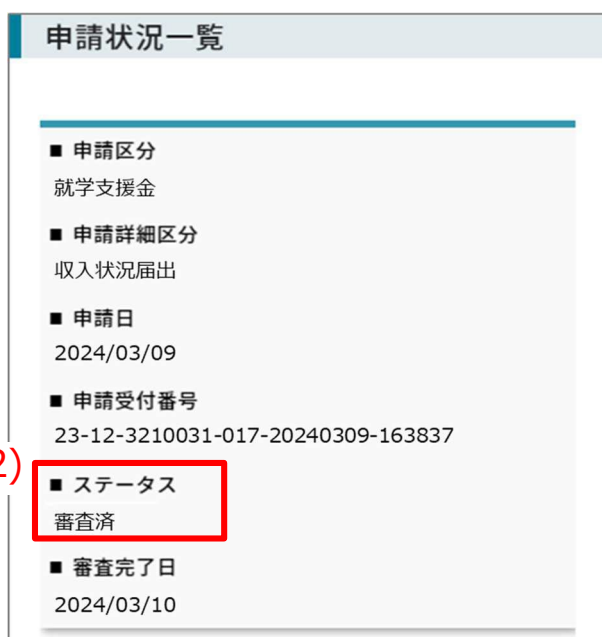 申請状況一覧
■ 申請区分
就学支援金
■ 申請詳細区分
収入状況届出
■ 申請日
2024/03/09
■ 申請受付番号
23-12-3210031-017-20240309-163837
2)
■ ステータス
審査済
■ 審査完了日
2024/03/10